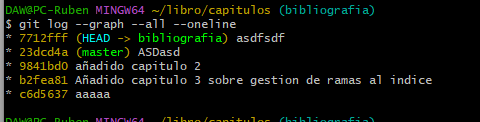 DAW@PC-Ruben MINGW64 ~/libro/capitulos (bibliografia)
$ git log --graph --all --oneline
* 7712fff (HEAD -> bibliografia) asdfsdf
* 23dcd4a (master) ASDasd
* 9841bd0 añadido capitulo 2
* b2fea81 Añadido capitulo 3 sobre gestion de ramas al indice
* c6d5637 aaaaa
DAW@PC-Ruben MINGW64 ~/libro/capitulos (bibliografia)